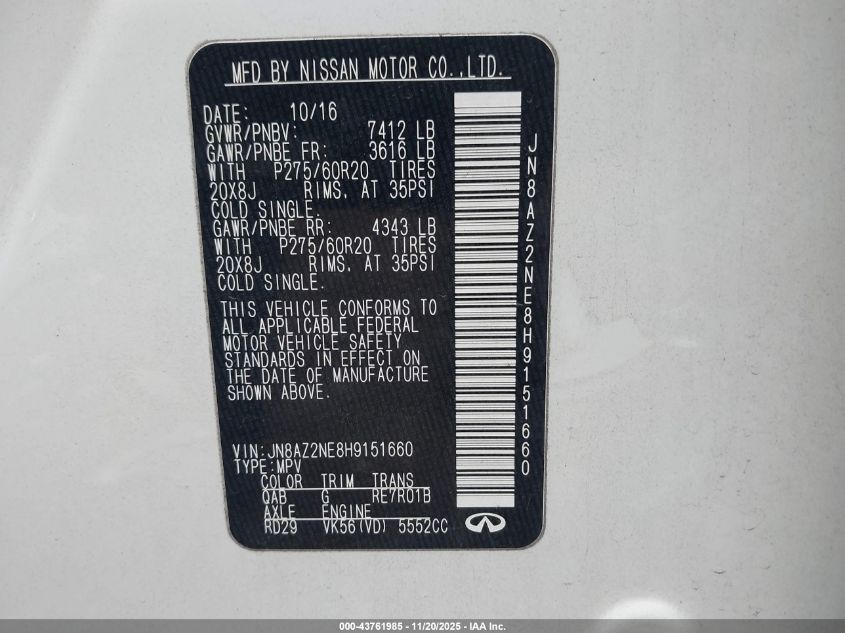 MFD BY NISSAN MOTOR CO.,LTD.
DATE: 10/16
GVWR/PNBV: 7412 LB
GAWR/PNBE FR: 3616 LB
WITH P275/60R20 TIRES
20X8J RIMS, AT 35PSI
COLD SINGLE.
GAWR/PNBE RR: 4343 LB
WITH P275/60R20 TIRES
20X8J RIMS, AT 35PSI
COLD SINGLE.
THIS VEHICLE CONFORMS TO
ALL APPLICABLE FEDERAL
MOTOR VEHICLE SAFETY
STANDARDS IN EFFECT ON
THE DATE OF MANUFACTURE
SHOWN ABOVE.
VIN:JN8AZ2NE8H9151660
TYPE:MPV
COLOR TRIM TRANS
QAB G RE7R01B
AXLE ENGINE
RD29 VK56(VD) 5552CC
JN8AZ2NE8H9151660
000-43761985 - 11/20/2025 - IAA Inc.